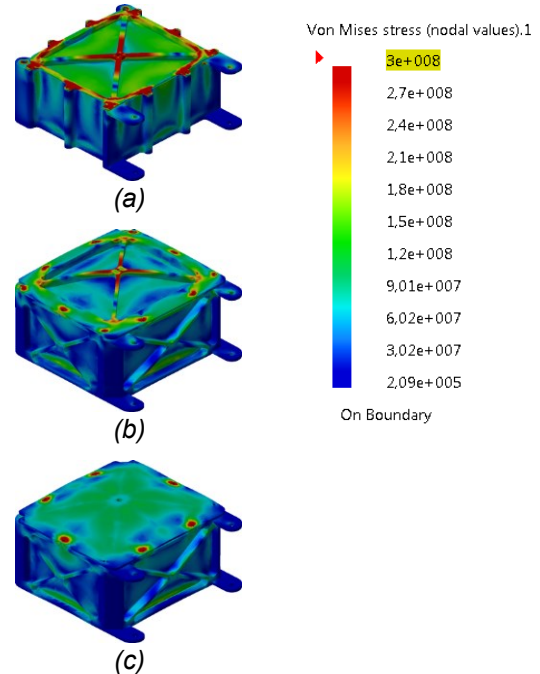 Von Mises stress (nodal values).1
3e+008
2,7e+008
2,4e+008
2,1e+008
1,8e+008
1,5e+008
1,2e+008
9,01e+007
6,02e+007
3,02e+007
2,09e+005
On Boundary
(a)
(b)
(c)